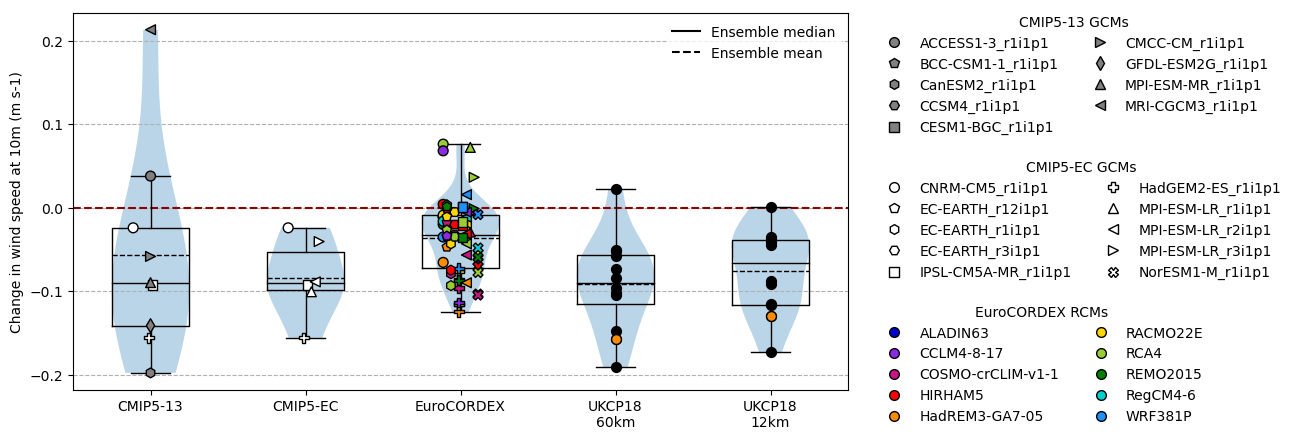 Change in wind speed at 10m (m s-1)
0.2
0.1
0.0
−0.1
−0.2
Ensemble median
Ensemble mean
CMIP5-13
CMIP5-EC
EuroCORDEX
UKCP18
60km
UKCP18
12km
CMIP5-13 GCMs
ACCESS1-3_r1i1p1
BCC-CSM1-1_r1i1p1
CanESM2_r1i1p1
CCSM4_r1i1p1
CESM1-BGC_r1i1p1
CMCC-CM_r1i1p1
GFDL-ESM2G_r1i1p1
MPI-ESM-MR_r1i1p1
MRI-CGCM3_r1i1p1
CMIP5-EC GCMs
CNRM-CM5_r1i1p1
EC-EARTH_r12i1p1
EC-EARTH_r1i1p1
EC-EARTH_r3i1p1
IPSL-CM5A-MR_r1i1p1
HadGEM2-ES_r1i1p1
MPI-ESM-LR_r1i1p1
MPI-ESM-LR_r2i1p1
MPI-ESM-LR_r3i1p1
NorESM1-M_r1i1p1
EuroCORDEX RCMs
ALADIN63
CCLM4-8-17
COSMO-crCLIM-v1-1
HIRHAM5
HadREM3-GA7-05
RACMO22E
RCA4
REMO2015
RegCM4-6
WRF381P